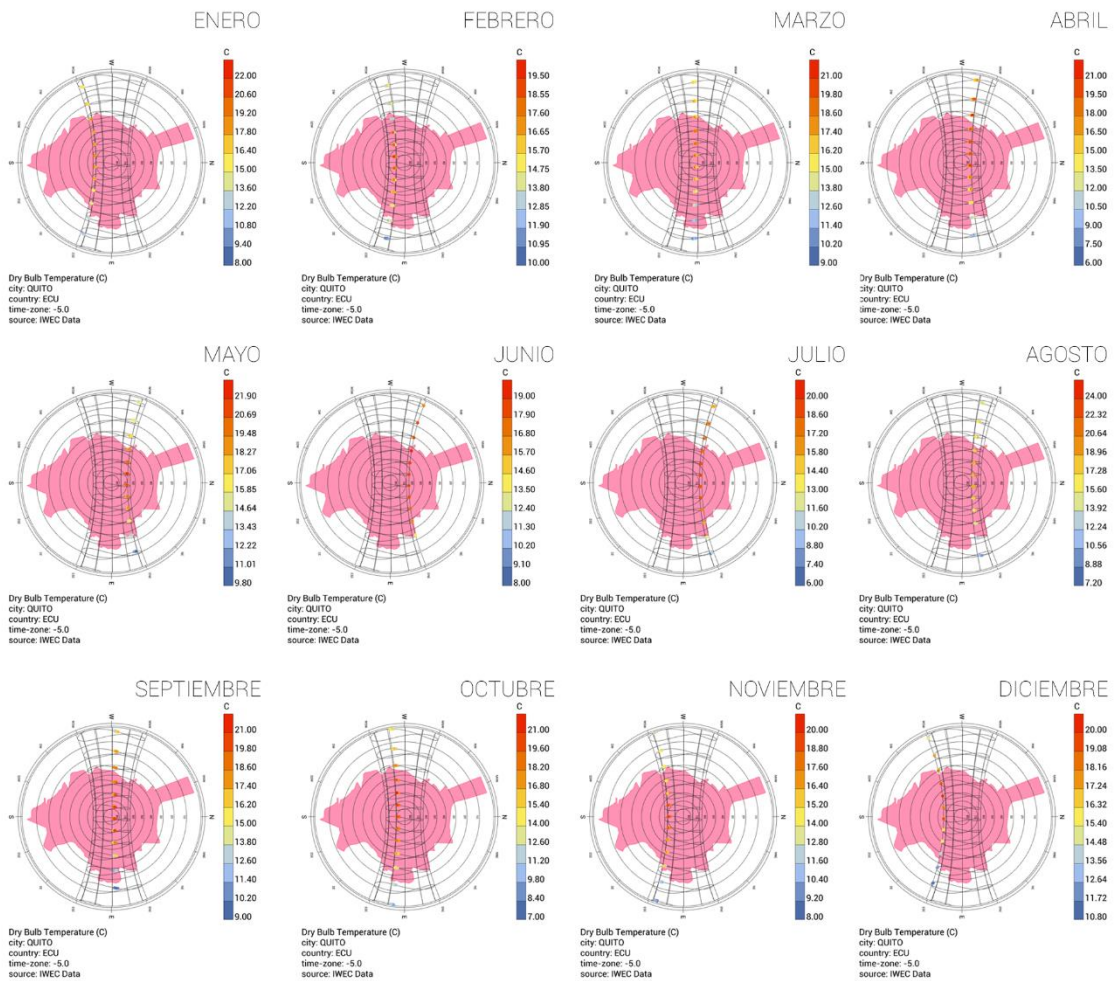 ENERO
C
22.00
20.60
19.20
17.80
16.40
15.00
13.60
12.20
10.80
9.40
8.00
W
S
N
E
Dry Bulb Temperature (C)
city: QUITO
country: ECU
time-zone: -5.0
source: IWEC Data
FEBRERO
C
19.50
18.55
17.60
16.65
15.70
14.75
13.80
12.85
11.90
10.95
10.00
W
S
N
E
Dry Bulb Temperature (C)
city: QUITO
country: ECU
time-zone: -5.0
source: IWEC Data
MARZO
C
21.00
19.80
18.60
17.40
16.20
15.00
13.80
12.60
11.40
10.20
9.00
W
S
N
E
Dry Bulb Temperature (C)
city: QUITO
country: ECU
time-zone: -5.0
source: IWEC Data
ABRIL
C
21.00
19.50
18.00
16.50
15.00
13.50
12.00
10.50
9.00
7.50
6.00
W
S
N
E
Dry Bulb Temperature (C)
city: QUITO
country: ECU
time-zone: -5.0
source: IWEC Data
MAYO
C
21.90
20.69
19.48
18.27
17.06
15.85
14.64
13.43
12.22
11.01
9.80
W
S
N
E
Dry Bulb Temperature (C)
city: QUITO
country: ECU
time-zone: -5.0
source: IWEC Data
JUNIO
C
19.00
17.90
16.80
15.70
14.60
13.50
12.40
11.30
10.20
9.10
8.00
W
S
N
E
Dry Bulb Temperature (C)
city: QUITO
country: ECU
time-zone: -5.0
source: IWEC Data
JULIO
C
20.00
18.60
17.20
15.80
14.40
13.00
11.60
10.20
8.80
7.40
6.00
W
S
N
E
Dry Bulb Temperature (C)
city: QUITO
country: ECU
time-zone: -5.0
source: IWEC Data
AGOSTO
C
24.00
22.32
20.64
18.96
17.28
15.60
13.92
12.24
10.56
8.88
7.20
W
S
N
E
Dry Bulb Temperature (C)
city: QUITO
country: ECU
time-zone: -5.0
source: IWEC Data
SEPTIEMBRE
C
21.00
19.80
18.60
17.40
16.20
15.00
13.80
12.60
11.40
10.20
9.00
W
S
N
E
Dry Bulb Temperature (C)
city: QUITO
country: ECU
time-zone: -5.0
source: IWEC Data
OCTUBRE
C
21.00
19.60
18.20
16.80
15.40
14.00
12.60
11.20
9.80
8.40
7.00
W
S
N
E
Dry Bulb Temperature (C)
city: QUITO
country: ECU
time-zone: -5.0
source: IWEC Data
NOVIEMBRE
C
20.00
18.80
17.60
16.40
15.20
14.00
12.80
11.60
10.40
9.20
8.00
W
S
N
E
Dry Bulb Temperature (C)
city: QUITO
country: ECU
time-zone: -5.0
source: IWEC Data
DICIEMBRE
C
20.00
19.08
18.16
17.24
16.32
15.40
14.48
13.56
12.64
11.72
10.80
W
S
N
E
Dry Bulb Temperature (C)
city: QUITO
country: ECU
time-zone: -5.0
source: IWEC Data